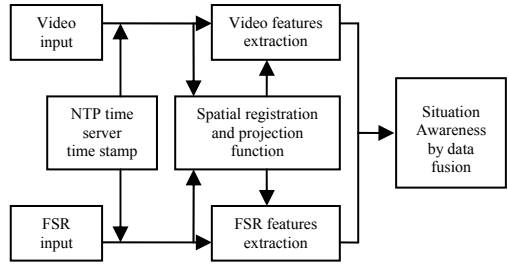 Video
input
Video features
extraction
NTP time
server
time stamp
Spatial registration
and projection
function
Situation
Awareness
by data
fusion
FSR
input
FSR features
extraction